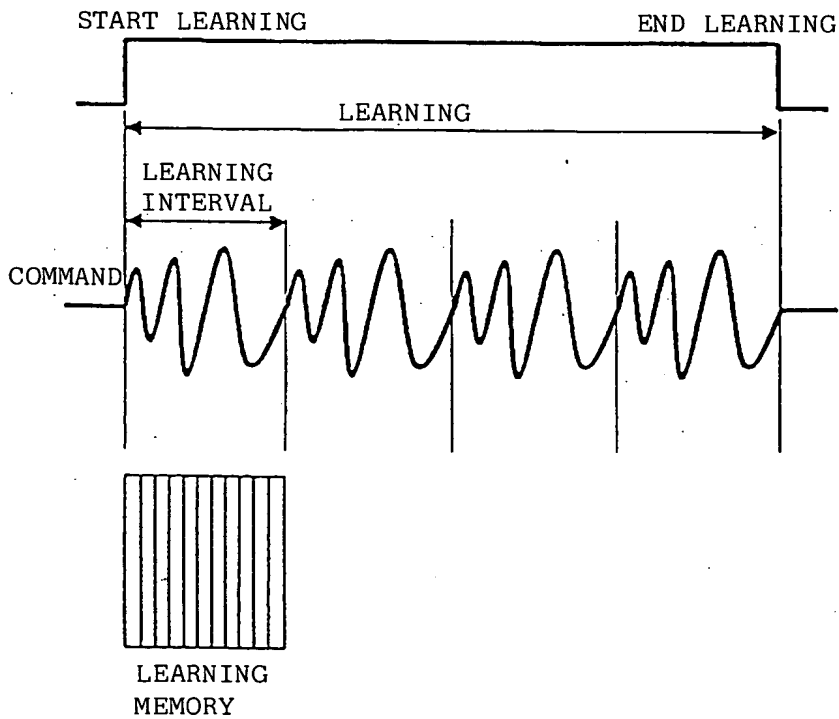 START LEARNING
END LEARNING
LEARNING
LEARNING
INTERVAL
COMMAND
LEARNING
MEMORY